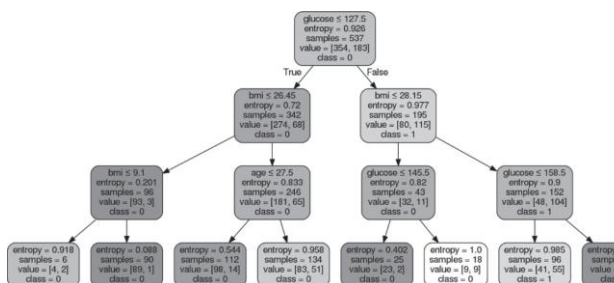 glucose ≤ 127.5
entropy = 0.926
samples = 537
value = [354, 183]
class = 0
True
False
bmi ≤ 26.45
entropy = 0.72
samples = 342
value = [274, 68]
class = 0
bmi ≤ 28.15
entropy = 0.977
samples = 195
value = [80, 115]
class = 1
bmi ≤ 9.1
entropy = 0.201
samples = 96
value = [93, 3]
class = 0
age ≤ 27.5
entropy = 0.833
samples = 246
value = [181, 65]
class = 0
glucose ≤ 145.5
entropy = 0.82
samples = 43
value = [32, 11]
class = 0
glucose ≤ 158.5
entropy = 0.9
samples = 152
value = [48, 104]
class = 1
entropy = 0.918
samples = 6
value = [4, 2]
class = 0
entropy = 0.088
samples = 90
value = [89, 1]
class = 0
entropy = 0.544
samples = 112
value = [98, 14]
class = 0
entropy = 0.958
samples = 134
value = [83, 51]
class = 0
entropy = 0.402
samples = 25
value = [23, 2]
class = 0
entropy = 1.0
samples = 18
value = [9, 9]
class = 0
entropy = 0.985
samples = 96
value = [41, 55]
class = 1
entropy